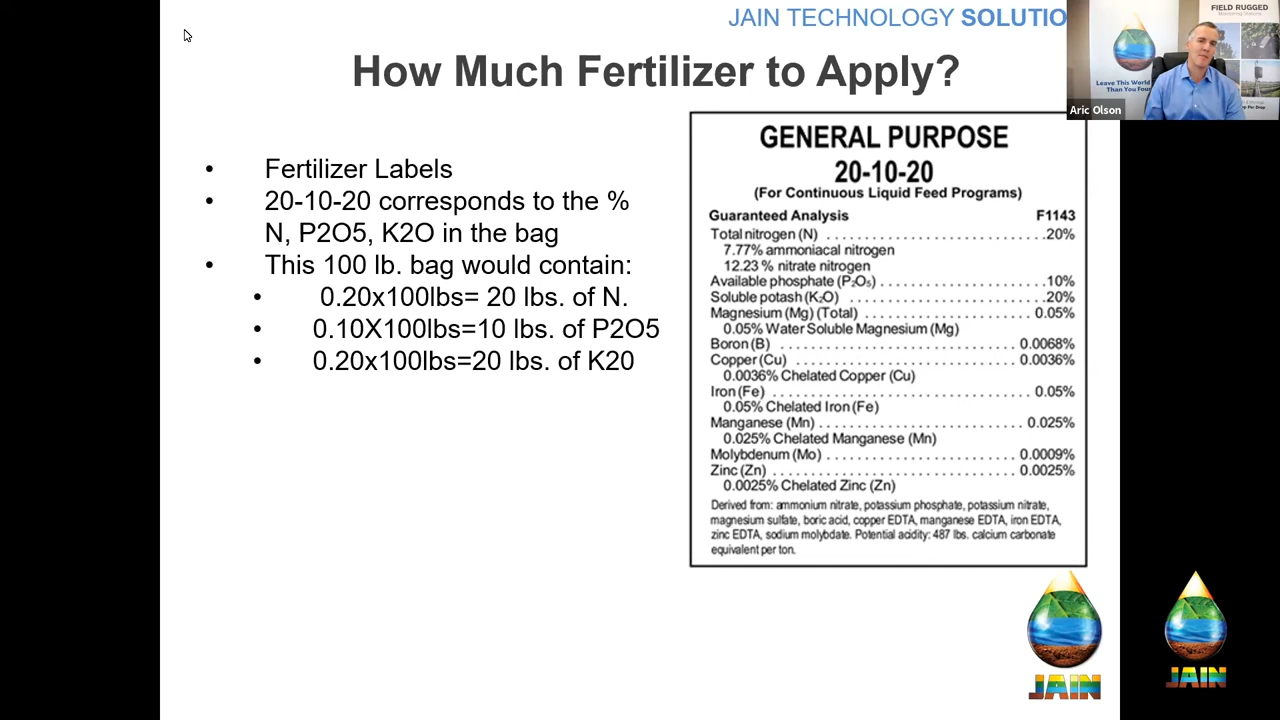 JAIN TECHNOLOGY SOLUTIO
FIELD RUGGED
Leave This World
Than You Foun
Aric Olson
How Much Fertilizer to Apply?
• Fertilizer Labels
• 20-10-20 corresponds to the %
N, P2O5, K2O in the bag
• This 100 lb. bag would contain:
• 0.20x100lbs= 20 lbs. of N.
• 0.10X100lbs=10 lbs. of P2O5
• 0.20x100lbs=20 lbs. of K20
GENERAL PURPOSE
20-10-20
(For Continuous Liquid Feed Programs)
Guaranteed Analysis F1143
Total nitrogen (N) . . . . . . . . . . . . . . . . . . . . . . . . . . . .20%
7.77% ammoniacal nitrogen
12.23 % nitrate nitrogen
Available phosphate (P₂O₅) . . . . . . . . . . . . . . . . . . . . . .10%
Soluble potash (K₂O) . . . . . . . . . . . . . . . . . . . . . . . . .20%
Magnesium (Mg) (Total) . . . . . . . . . . . . . . . . . . . . . . 0.05%
0.05% Water Soluble Magnesium (Mg)
Boron (B) . . . . . . . . . . . . . . . . . . . . . . . . . . . . 0.0068%
Copper (Cu) . . . . . . . . . . . . . . . . . . . . . . . . . . 0.0036%
0.0036% Chelated Copper (Cu)
Iron (Fe) . . . . . . . . . . . . . . . . . . . . . . . . . . . . . . 0.05%
0.05% Chelated Iron (Fe)
Manganese (Mn) . . . . . . . . . . . . . . . . . . . . . . . . 0.025%
0.025% Chelated Manganese (Mn)
Molybdenum (Mo) . . . . . . . . . . . . . . . . . . . . . . 0.0009%
Zinc (Zn) . . . . . . . . . . . . . . . . . . . . . . . . . . . . 0.0025%
0.0025% Chelated Zinc (Zn)
Derived from: ammonium nitrate, potassium phosphate, potassium nitrate,
magnesium sulfate, boric acid, copper EDTA, manganese EDTA, iron EDTA,
zinc EDTA, sodium molybdate. Potential acidity: 487 lbs. calcium carbonate
equivalent per ton.
JAIN
JAIN